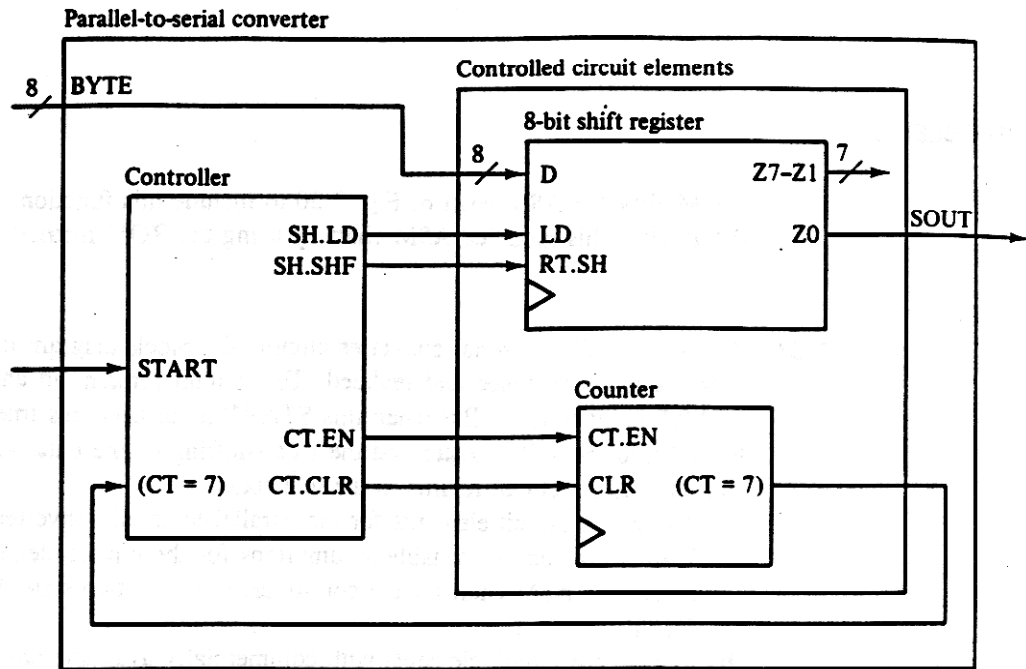 Parallel-to-serial converter
8
BYTE
Controlled circuit elements
8-bit shift register
8
D
Z7–Z1
7
Controller
SH.LD
LD
Z0
SOUT
SH.SHF
RT.SH
START
Counter
CT.EN
CT.EN
(CT = 7)
CT.CLR
CLR
(CT = 7)